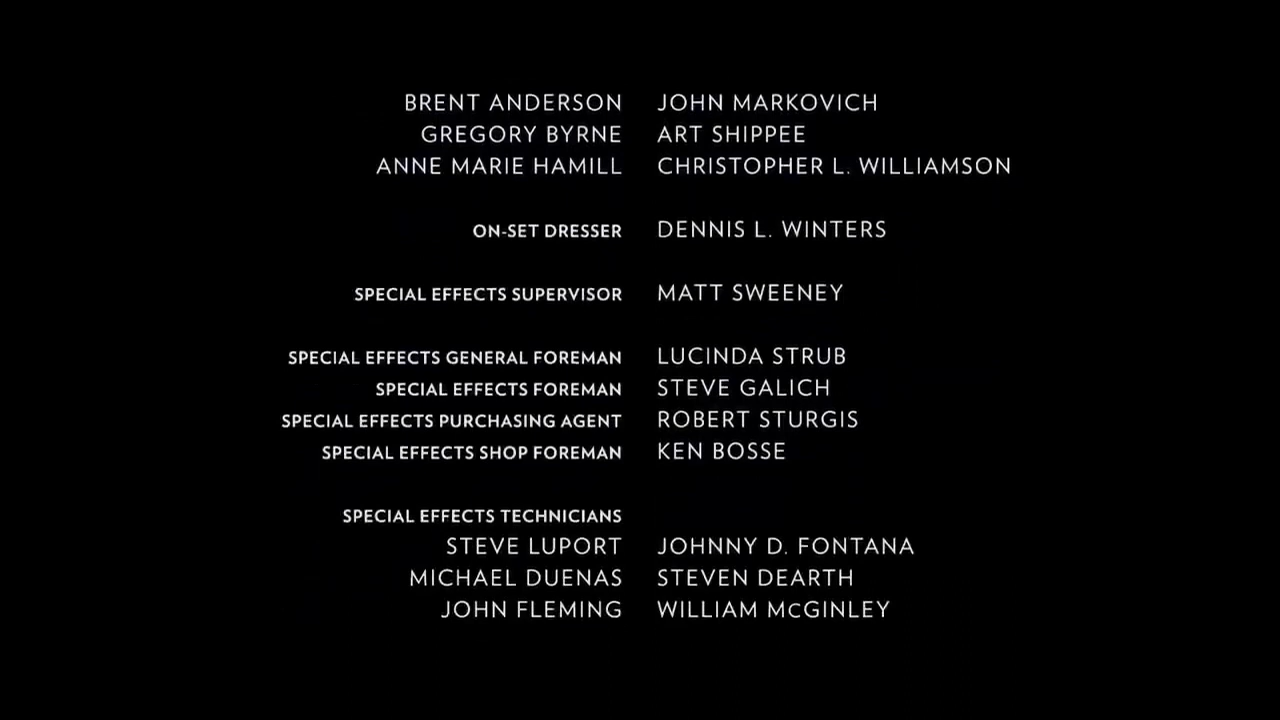 BRENT ANDERSON JOHN MARKOVICH
GREGORY BYRNE ART SHIPPEE
ANNE MARIE HAMILL CHRISTOPHER L. WILLIAMSON
ON-SET DRESSER DENNIS L. WINTERS
SPECIAL EFFECTS SUPERVISOR MATT SWEENEY
SPECIAL EFFECTS GENERAL FOREMAN LUCINDA STRUB
SPECIAL EFFECTS FOREMAN STEVE GALICH
SPECIAL EFFECTS PURCHASING AGENT ROBERT STURGIS
SPECIAL EFFECTS SHOP FOREMAN KEN BOSSE
SPECIAL EFFECTS TECHNICIANS
STEVE LUPORT JOHNNY D. FONTANA
MICHAEL DUENAS STEVEN DEARTH
JOHN FLEMING WILLIAM McGINLEY